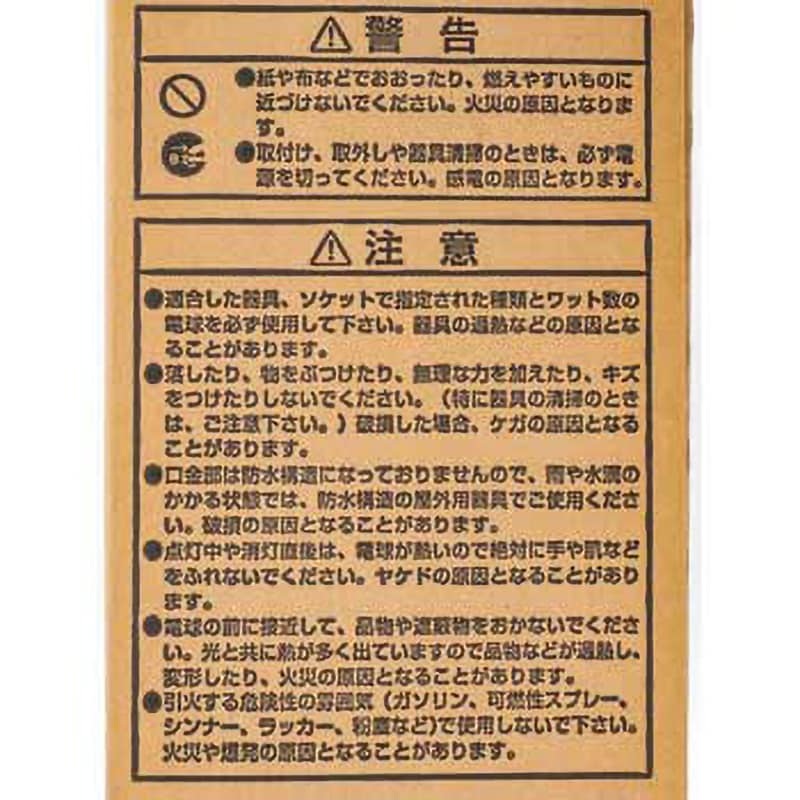 ⚠警告
●紙や布などでおおったり、燃えやすいものに
近づけないでください。火災の原因となりま
す。
●取付け、取外しや器具清掃のときは、必ず電
源を切ってください。感電の原因となります。
⚠注意
●適合した器具、ソケットで指定された種類とワット数の
電球を必ず使用して下さい。器具の過熱などの原因とな
ることがあります。
●落したり、物をぶつけたり、無理な力を加えたり、キズ
をつけたりしないでください。（特に器具の清掃のとき
は、ご注意下さい。）破損した場合、ケガの原因となる
ことがあります。
●口金部は防水構造になっておりませんので、雨や水滴の
かかる状態では、防水構造の屋外用器具でご使用くださ
い。破損の原因となることがあります。
●点灯中や消灯直後は、電球が熱いので絶対に手や肌など
をふれないでください。ヤケドの原因となることがあり
ます。
●電球の前に接近して、品物や遮蔽物をおかないでくださ
い。光と共に熱が多く出ていますので品物などが過熱し、
変形したり、火災の原因となることがあります。
●引火する危険性の雰囲気（ガソリン、可燃性スプレー、
シンナー、ラッカー、粉塵など)で使用しないで下さい。
火災や爆発の原因となることがあります。